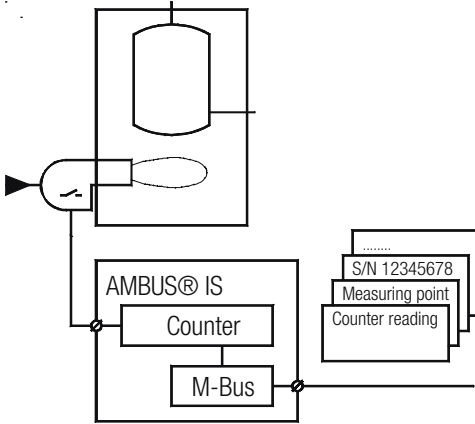 AMBUS® IS
Counter
M-Bus
........
S/N 12345678
Measuring point
Counter reading